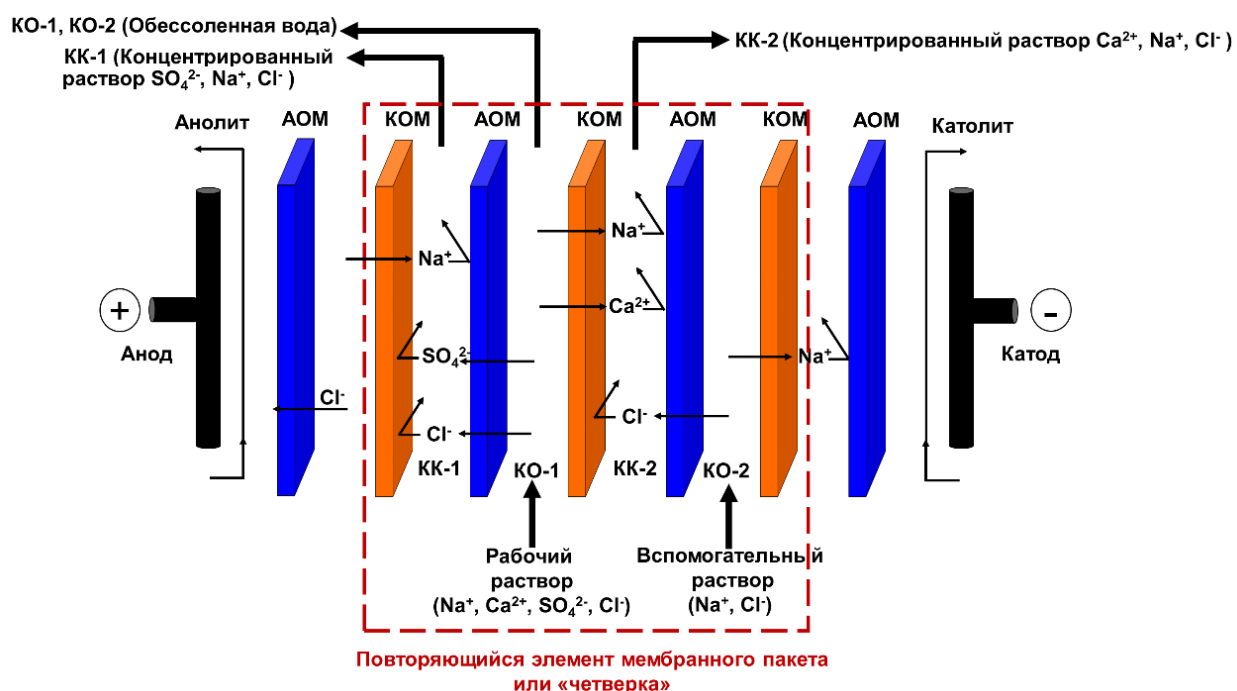 КО-1, КО-2 (Обессоленная вода)
КК-1 (Концентрированный
раствор SO₄²⁻, Na⁺, Cl⁻ )
КК-2 (Концентрированный раствор Ca²⁺, Na⁺, Cl⁻ )
Анолит
АОМ
КОМ
АОМ
КОМ
АОМ
КОМ
АОМ
Католит
Na⁺
Na⁺
Ca²⁺
+
-
Анод
SO₄²⁻
Na⁺
Катод
Cl⁻
Cl⁻
Cl⁻
КК-1
КО-1
КК-2
КО-2
Рабочий
раствор
(Na⁺, Ca²⁺, SO₄²⁻, Cl⁻)
Вспомогательный
раствор
(Na⁺, Cl⁻)
Повторяющийся элемент мембранного пакета
или «четверка»